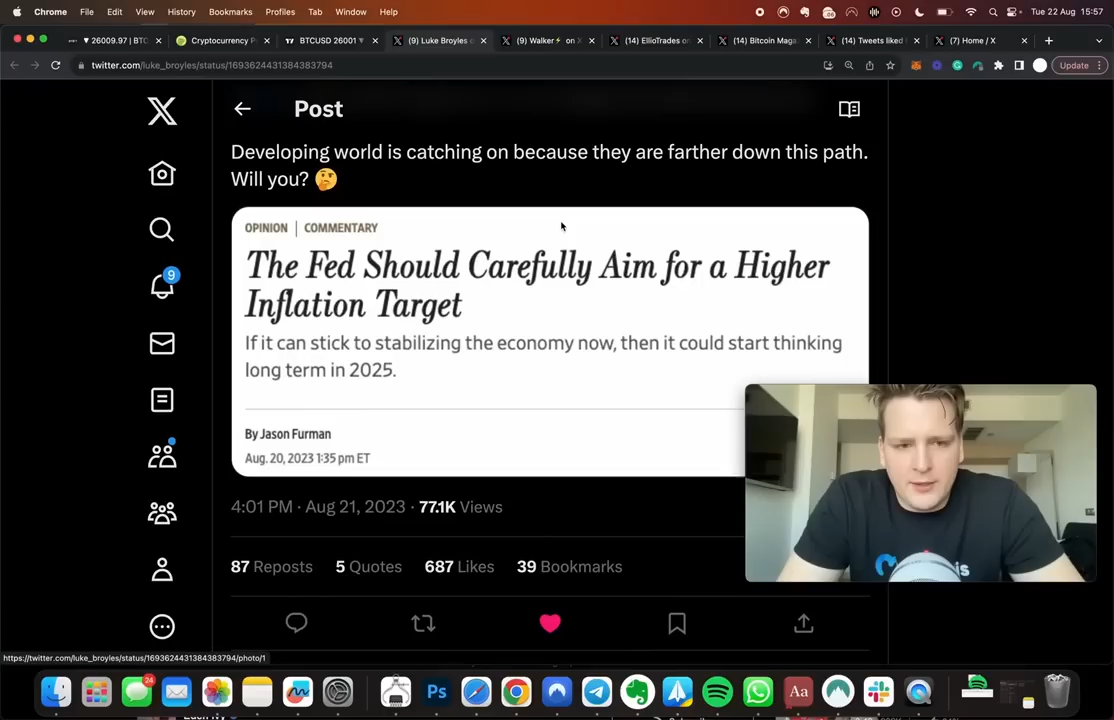 Chrome File Edit View History Bookmarks Profiles Tab Window Help Tue 22 Aug 15:57
26009.97 | BTC Cryptocurrency P BTCUSD 26001 (9) Luke Broyles o (9) Walker⚡ on X (14) EllioTrades on (14) Bitcoin Maga (14) Tweets liked (7) Home / X
twitter.com/luke_broyles/status/1693624431384383794 Update
Post
Developing world is catching on because they are farther down this path.
Will you? 🤔
OPINION | COMMENTARY
The Fed Should Carefully Aim for a Higher
Inflation Target
If it can stick to stabilizing the economy now, then it could start thinking
long term in 2025.
By Jason Furman
Aug. 20, 2023 1:35 pm ET
9
4:01 PM · Aug 21, 2023 · 77.1K Views
87 Reposts 5 Quotes 687 Likes 39 Bookmarks
https://twitter.com/luke_broyles/status/1693624431384383794/photo/1
24
Ps
Aa